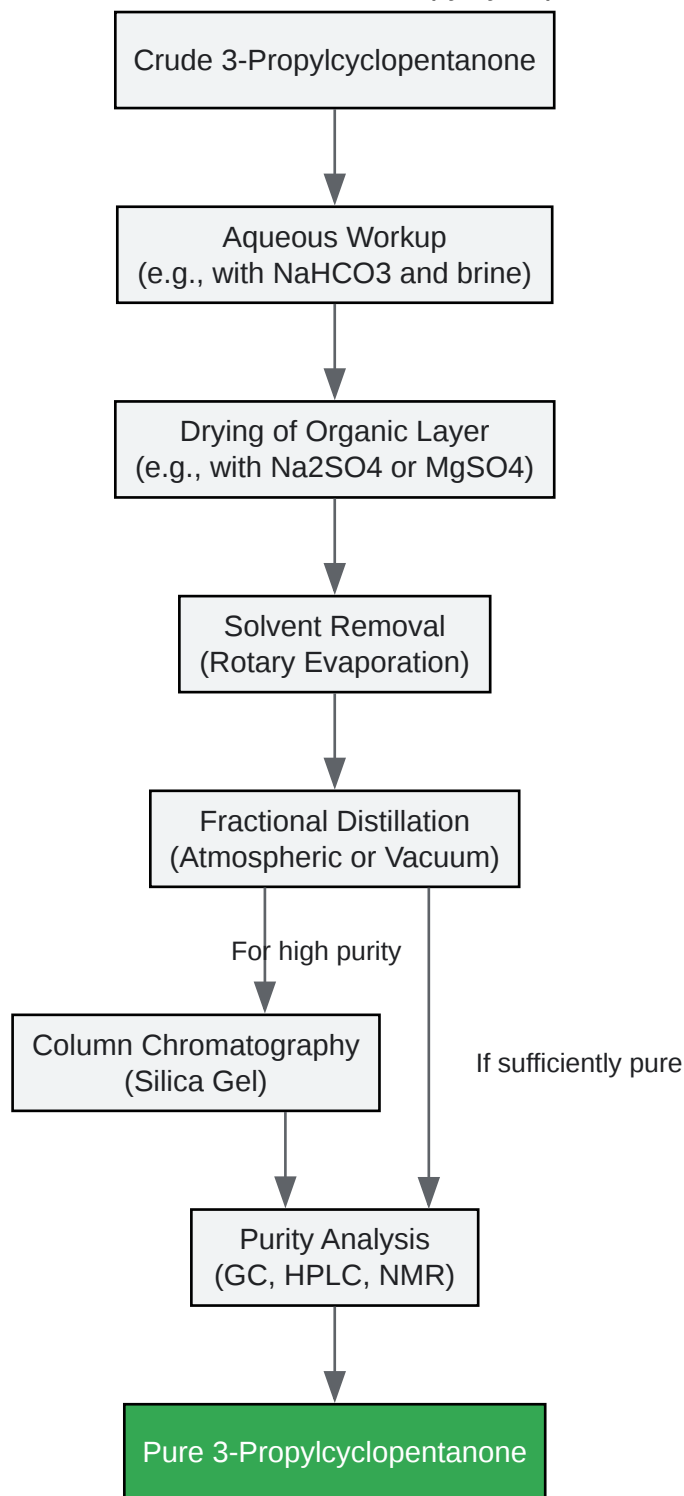 Crude 3-Propylcyclopentanone
Aqueous Workup
(e.g., with NaHCO3 and brine)
Drying of Organic Layer
(e.g., with Na2SO4 or MgSO4)
Solvent Removal
(Rotary Evaporation)
Fractional Distillation
(Atmospheric or Vacuum)
For high purity
Column Chromatography
(Silica Gel)
If sufficiently pure
Purity Analysis
(GC, HPLC, NMR)
Pure 3-Propylcyclopentanone